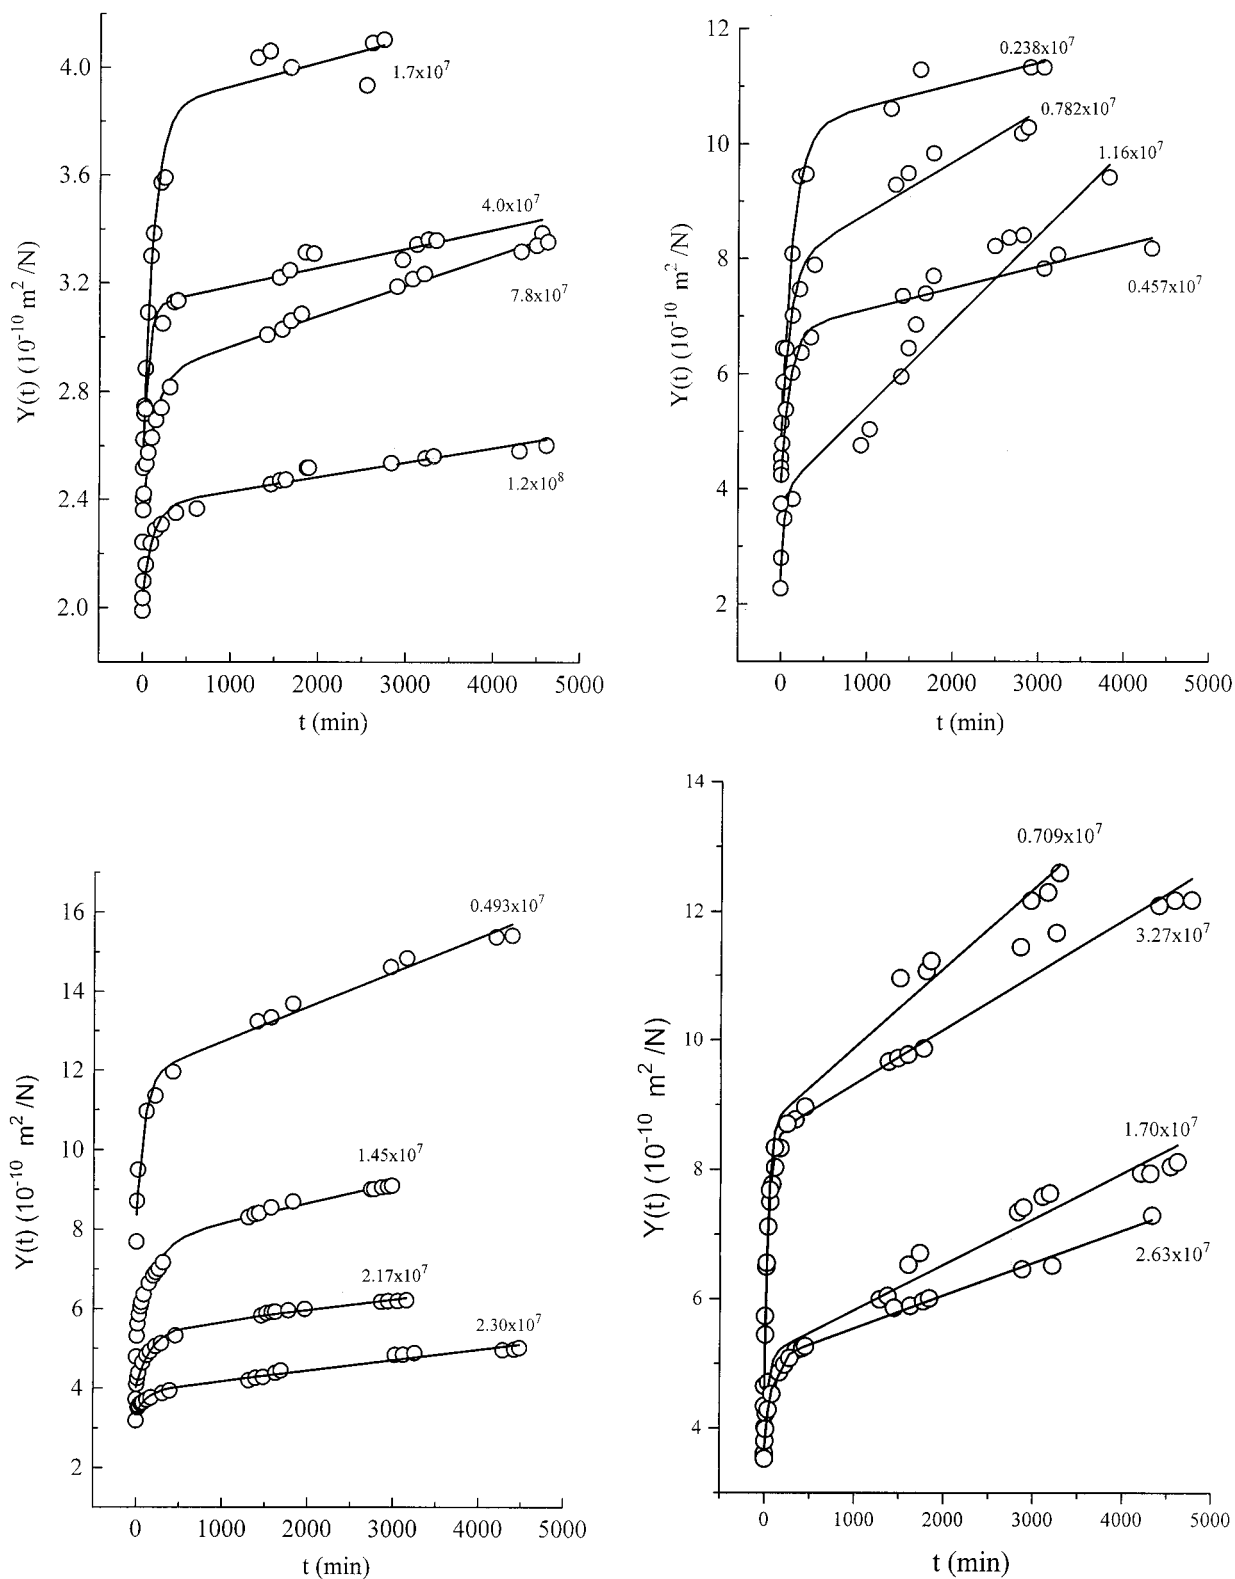 4.0
3.6
3.2
2.8
2.4
2.0
Y(t) (10⁻¹⁰ m² /N)
1.7x10⁷
4.0x10⁷
7.8x10⁷
1.2x10⁸
0 1000 2000 3000 4000 5000
t (min)
12
10
8
6
4
2
Y(t) (10⁻¹⁰ m² /N)
0.238x10⁷
0.782x10⁷
1.16x10⁷
0.457x10⁷
0 1000 2000 3000 4000 5000
t (min)
16
14
12
10
8
6
4
2
Y(t) (10⁻¹⁰ m² /N)
0.493x10⁷
1.45x10⁷
2.17x10⁷
2.30x10⁷
0 1000 2000 3000 4000 5000
t (min)
14
12
10
8
6
4
Y(t) (10⁻¹⁰ m² /N)
0.709x10⁷
3.27x10⁷
1.70x10⁷
2.63x10⁷
0 1000 2000 3000 4000 5000
t (min)